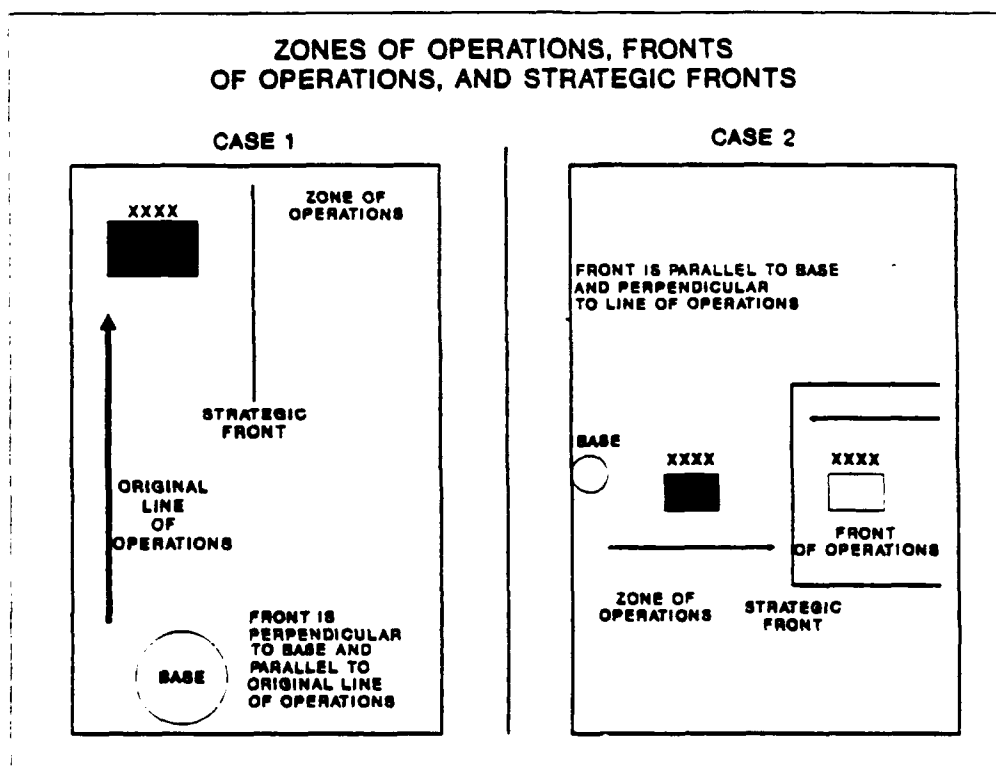 ZONES OF OPERATIONS, FRONTS
OF OPERATIONS, AND STRATEGIC FRONTS
CASE 1
XXXX
ZONE OF
OPERATIONS
STRATEGIC
FRONT
ORIGINAL
LINE
OF
OPERATIONS
FRONT IS
PERPENDICULAR
TO BASE AND
PARALLEL TO
ORIGINAL LINE
OF OPERATIONS
BASE
CASE 2
FRONT IS PARALLEL TO BASE
AND PERPENDICULAR
TO LINE OF OPERATIONS
BASE
XXXX
XXXX
FRONT
OF OPERATIONS
ZONE OF
OPERATIONS
STRATEGIC
FRONT